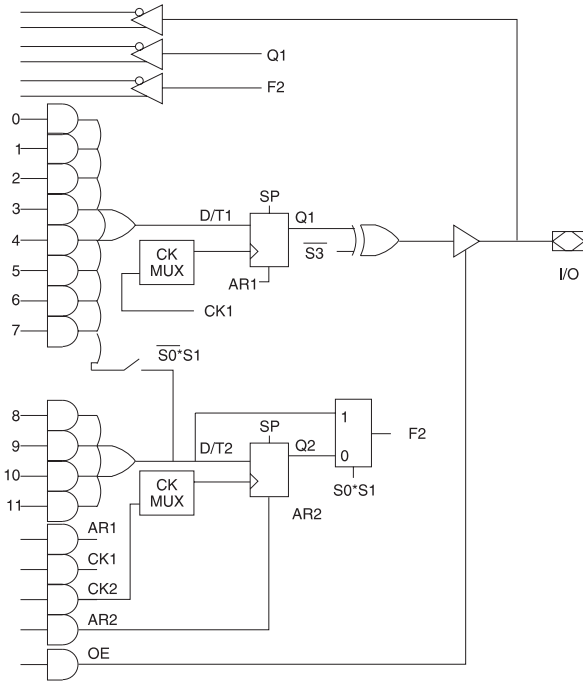 Q1
F2
0
1
2
3
4
5
6
7
D/T1
SP
Q1
CK
MUX
S3
AR1
CK1
I/O
S0*S1
8
9
10
11
D/T2
SP
Q2
CK
MUX
1
0
F2
S0*S1
AR2
AR1
CK1
CK2
AR2
OE